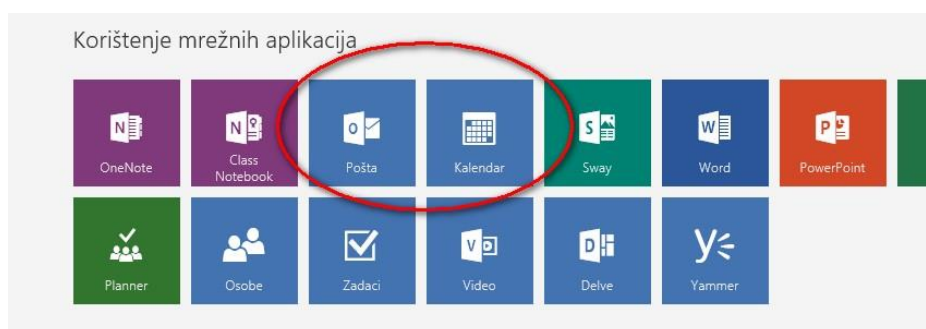 Korištenje mrežnih aplikacija
N
OneNote
N
Class
Notebook
O
Pošta
Kalendar
S
Sway
W
Word
P
PowerPoint
Planner
Osobe
Zadaci
V
Video
D
Delve
Y
Yammer